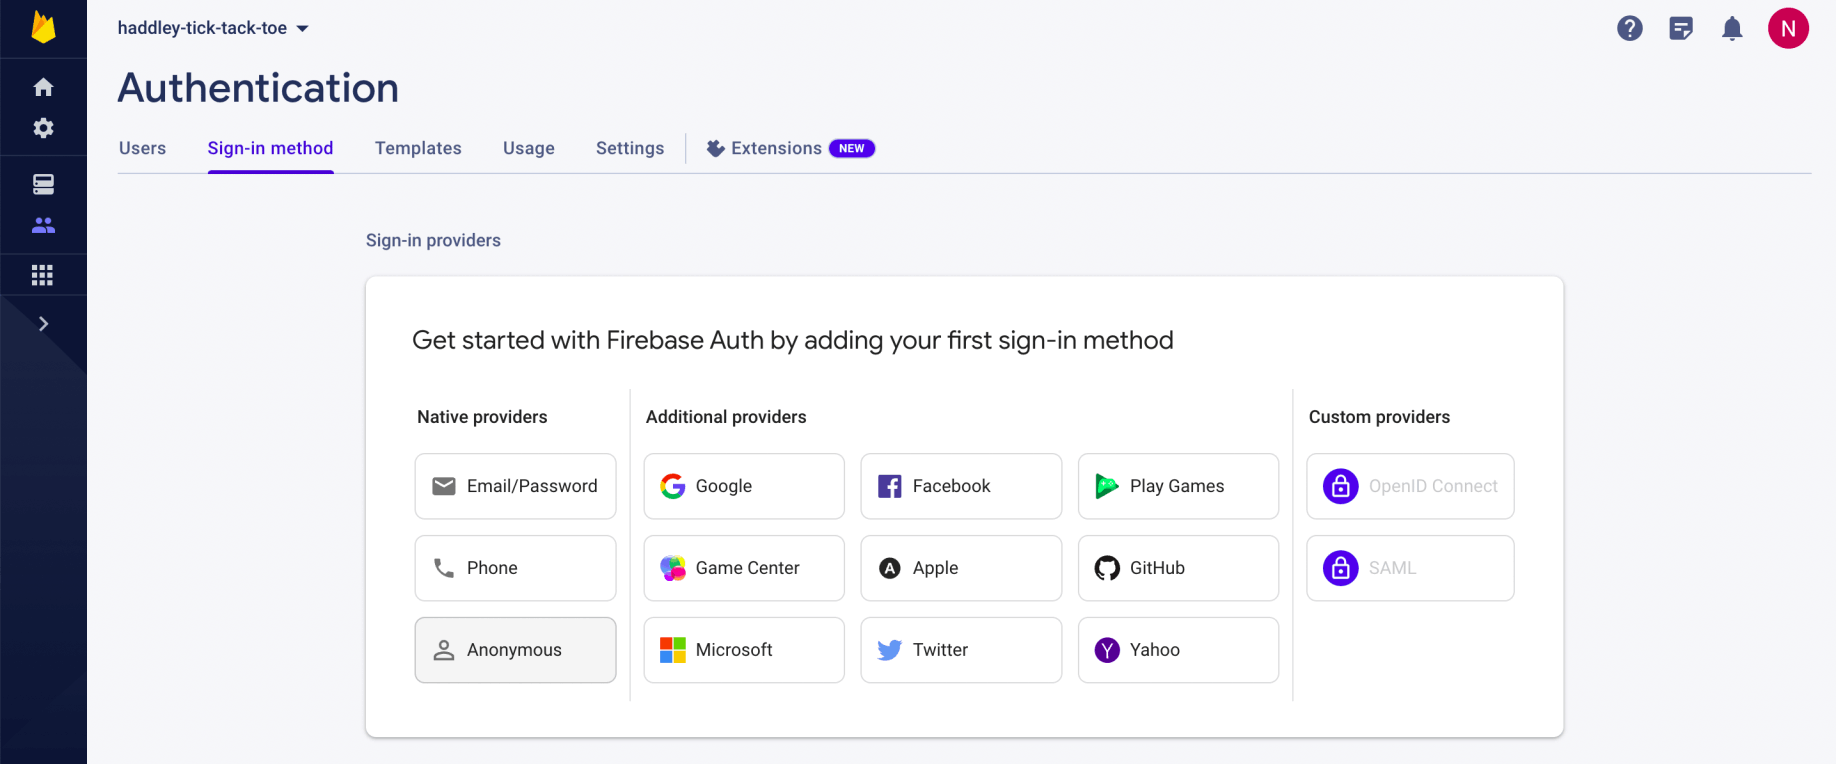 haddley-tick-tack-toe
N
Authentication
Users Sign-in method Templates Usage Settings Extensions NEW
Sign-in providers
Get started with Firebase Auth by adding your first sign-in method
Native providers Additional providers Custom providers
Email/Password Google Facebook Play Games OpenID Connect
Phone Game Center Apple GitHub SAML
Anonymous Microsoft Twitter Yahoo